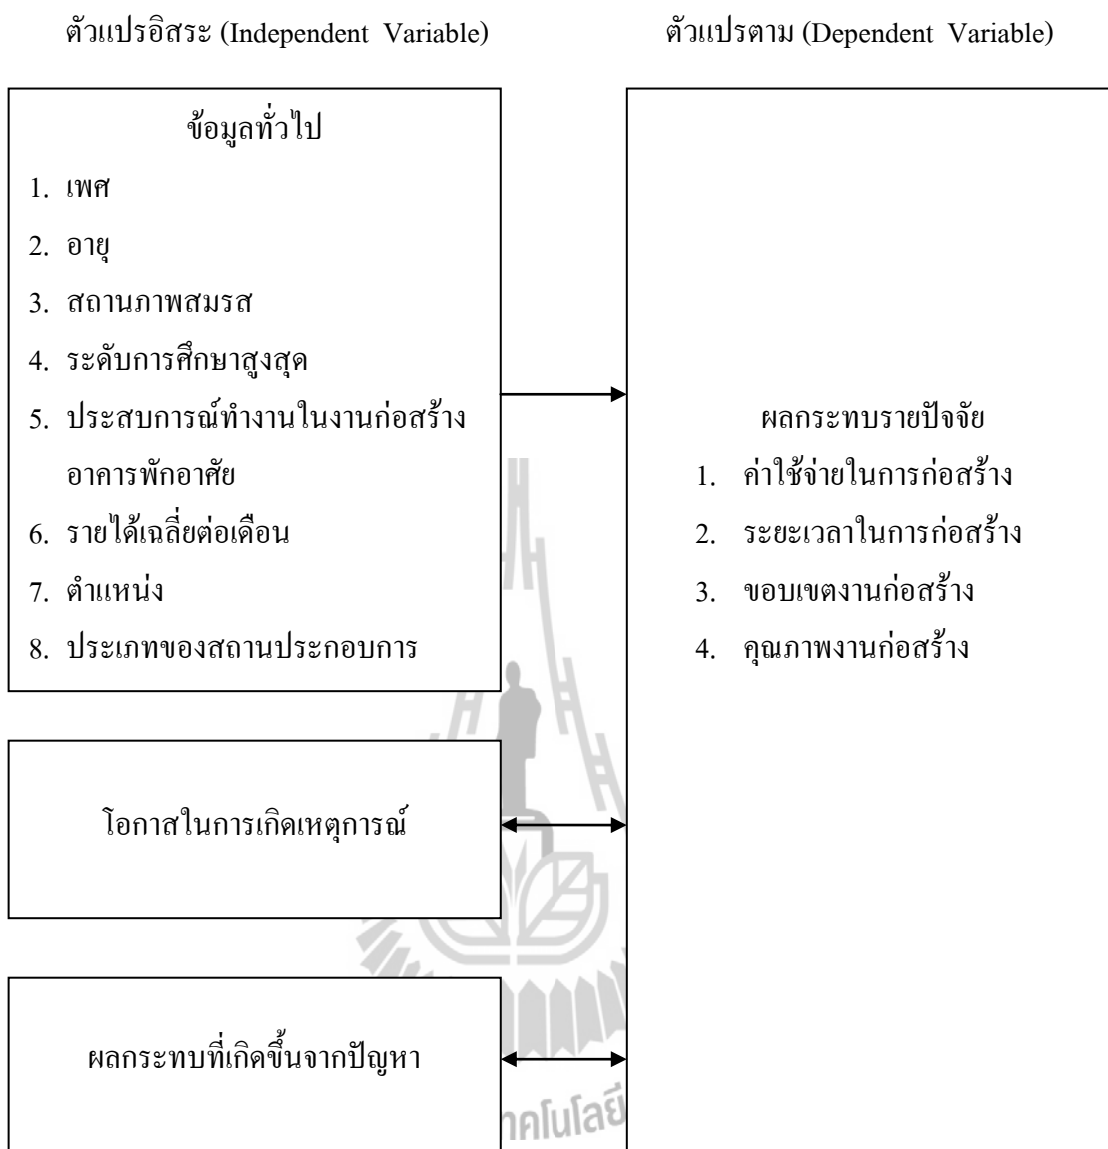 ตัวแปรอิสระ (Independent Variable)
ตัวแปรตาม (Dependent Variable)
ข้อมูลทั่วไป
1. เพศ
2. อายุ
3. สถานภาพสมรส
4. ระดับการศึกษาสูงสุด
5. ประสบการณ์ทำงานในงานก่อสร้าง
อาคารพักอาศัย
6. รายได้เฉลี่ยต่อเดือน
7. ตำแหน่ง
8. ประเภทของสถานประกอบการ
โอกาสในการเกิดเหตุการณ์
ผลกระทบที่เกิดขึ้นจากปัญหา
ผลกระทบรายปัจจัย
1. ค่าใช้จ่ายในการก่อสร้าง
2. ระยะเวลาในการก่อสร้าง
3. ขอบเขตงานก่อสร้าง
4. คุณภาพงานก่อสร้าง